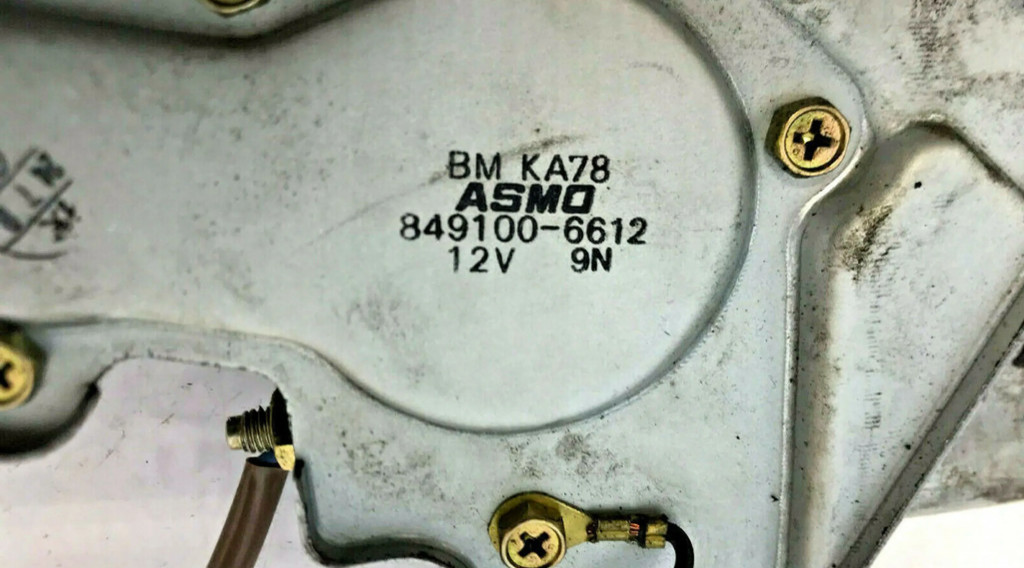 BM KA78
ASMO
849100-6612
12V 9N